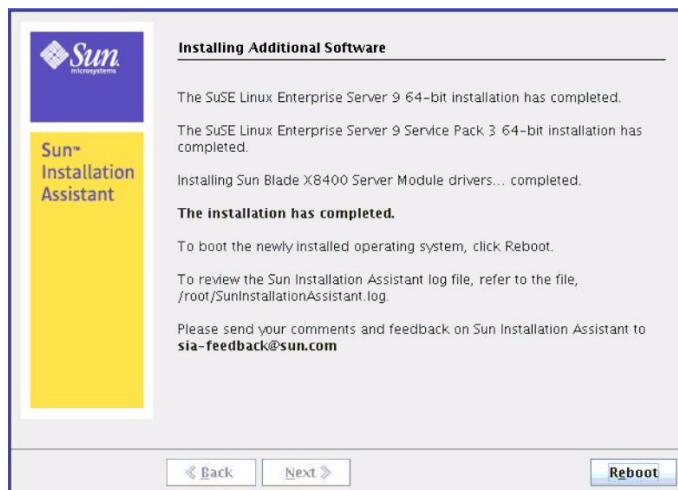 Sun
microsystems
Sun™
Installation
Assistant
Installing Additional Software
The SuSE Linux Enterprise Server 9 64-bit installation has completed.
The SuSE Linux Enterprise Server 9 Service Pack 3 64-bit installation has
completed.
Installing Sun Blade X8400 Server Module drivers... completed.
The installation has completed.
To boot the newly installed operating system, click Reboot.
To review the Sun Installation Assistant log file, refer to the file,
/root/SunInstallationAssistant.log.
Please send your comments and feedback on Sun Installation Assistant to
sia-feedback@sun.com
Back
Next
Reboot